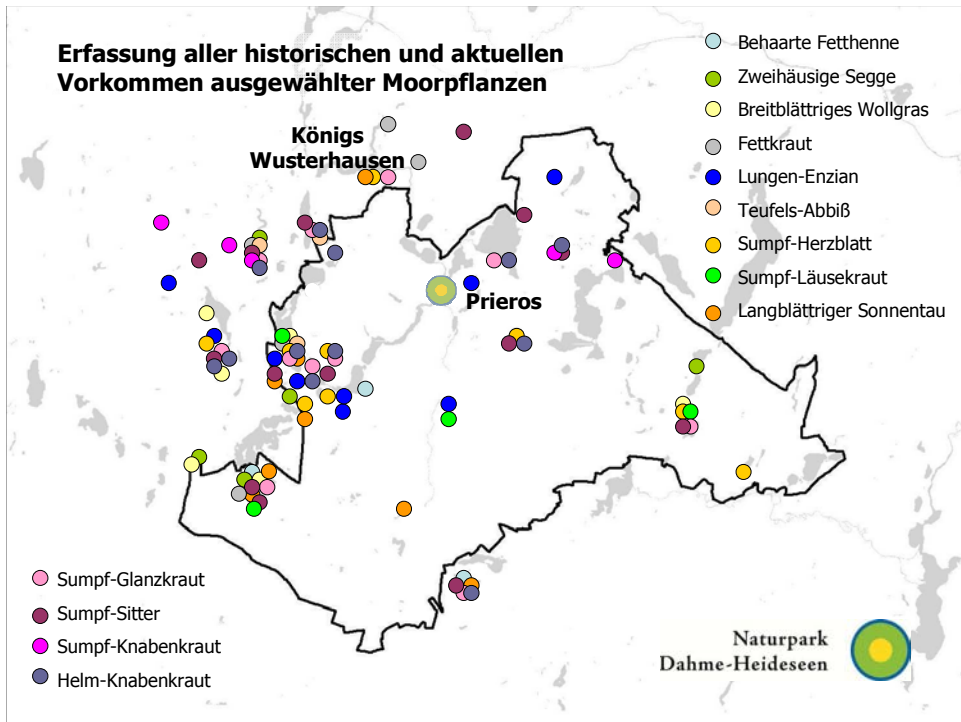 Erfassung aller historischen und aktuellen
Vorkommen ausgewählter Moorpflanzen
Behaarte Fetthenne
Zweihäusige Segge
Breitblättriges Wollgras
Fettkraut
Lungen-Enzian
Teufels-Abbiß
Sumpf-Herzblatt
Sumpf-Läusekraut
Langblättriger Sonnentau
Königs
Wusterhausen
Prieros
Sumpf-Glanzkraut
Sumpf-Sitter
Sumpf-Knabenkraut
Helm-Knabenkraut
Naturpark
Dahme-Heideseen